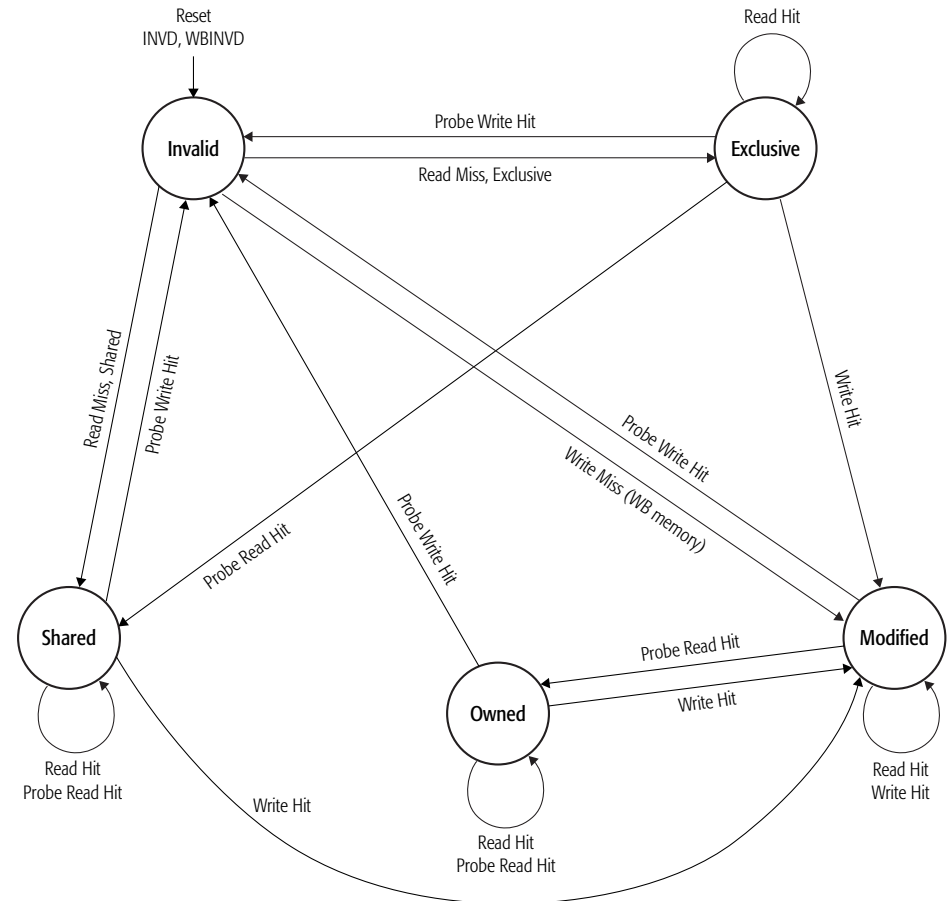 Reset
INVD, WBINVD
Read Hit
Invalid
Probe Write Hit
Exclusive
Read Miss, Exclusive
Read Miss, Shared
Probe Write Hit
Probe Read Hit
Probe Write Hit
Probe Write Hit
Write Miss (WB memory)
Write Hit
Shared
Owned
Modified
Probe Read Hit
Write Hit
Read Hit
Probe Read Hit
Write Hit
Read Hit
Probe Read Hit
Read Hit
Write Hit